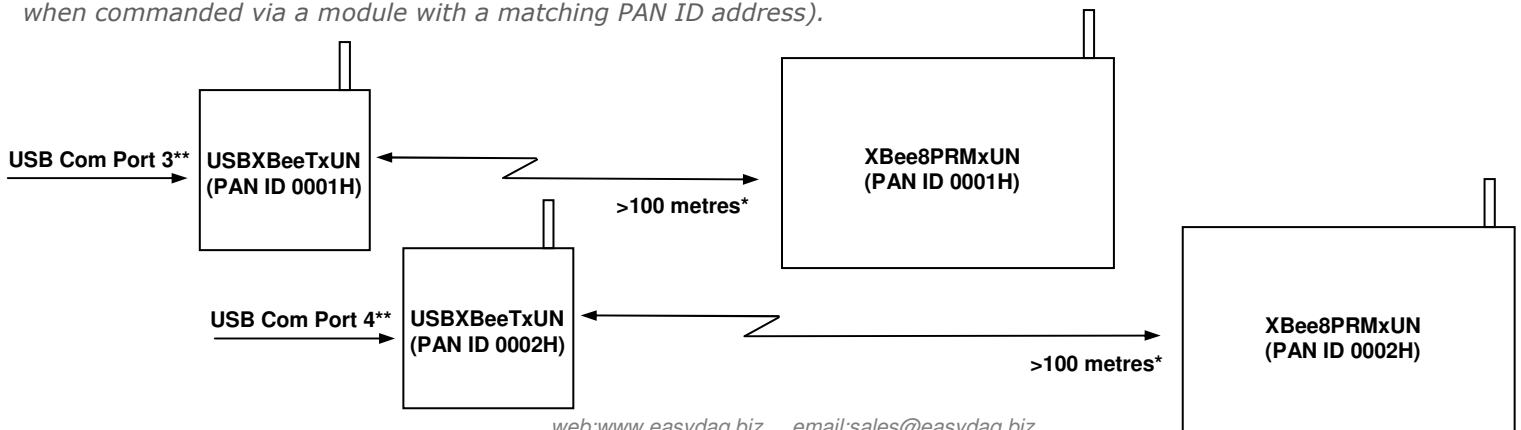 when commanded via a module with a matching PAN ID address).
USB Com Port 3**
USBXBeeTxUN
(PAN ID 0001H)
>100 metres*
XBee8PRMxUN
(PAN ID 0001H)
USB Com Port 4**
USBXBeeTxUN
(PAN ID 0002H)
>100 metres*
XBee8PRMxUN
(PAN ID 0002H)
web:www.easydaq.biz email:sales@easydaq.biz